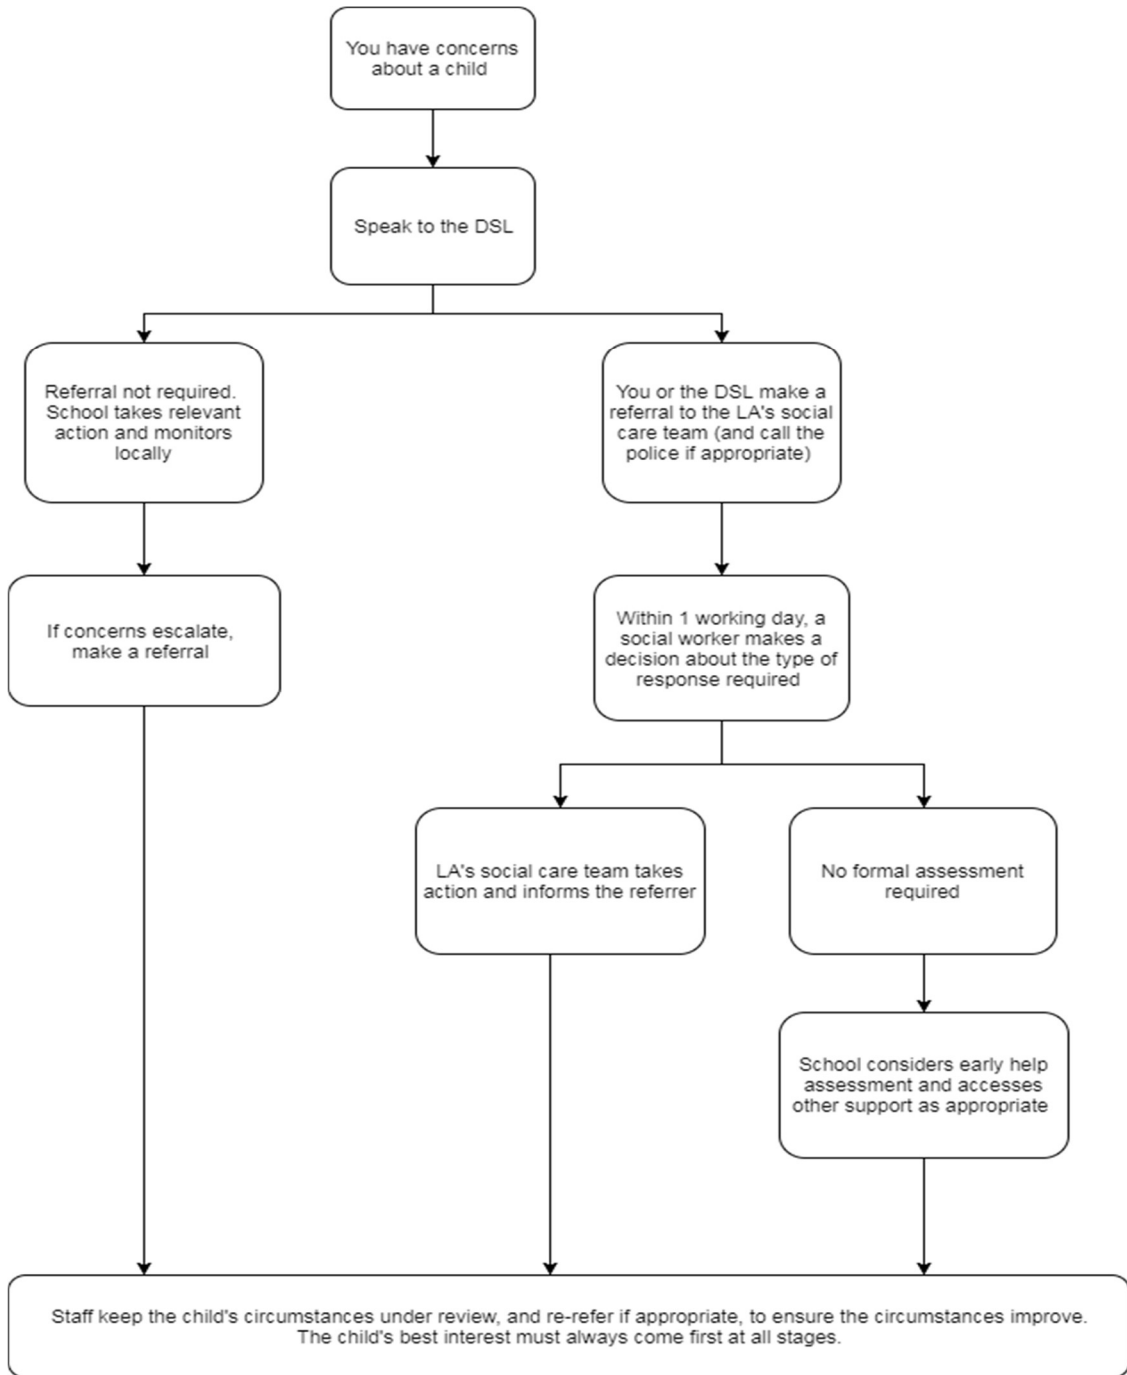 You have concerns
about a child
Speak to the DSL
Referral not required.
School takes relevant
action and monitors
locally
You or the DSL make a
referral to the LA's social
care team (and call the
police if appropriate)
If concerns escalate,
make a referral
Within 1 working day, a
social worker makes a
decision about the type of
response required
LA's social care team takes
action and informs the referrer
No formal assessment
required
School considers early help
assessment and accesses
other support as appropriate
Staff keep the child's circumstances under review, and re-refer if appropriate, to ensure the circumstances improve.
The child's best interest must always come first at all stages.